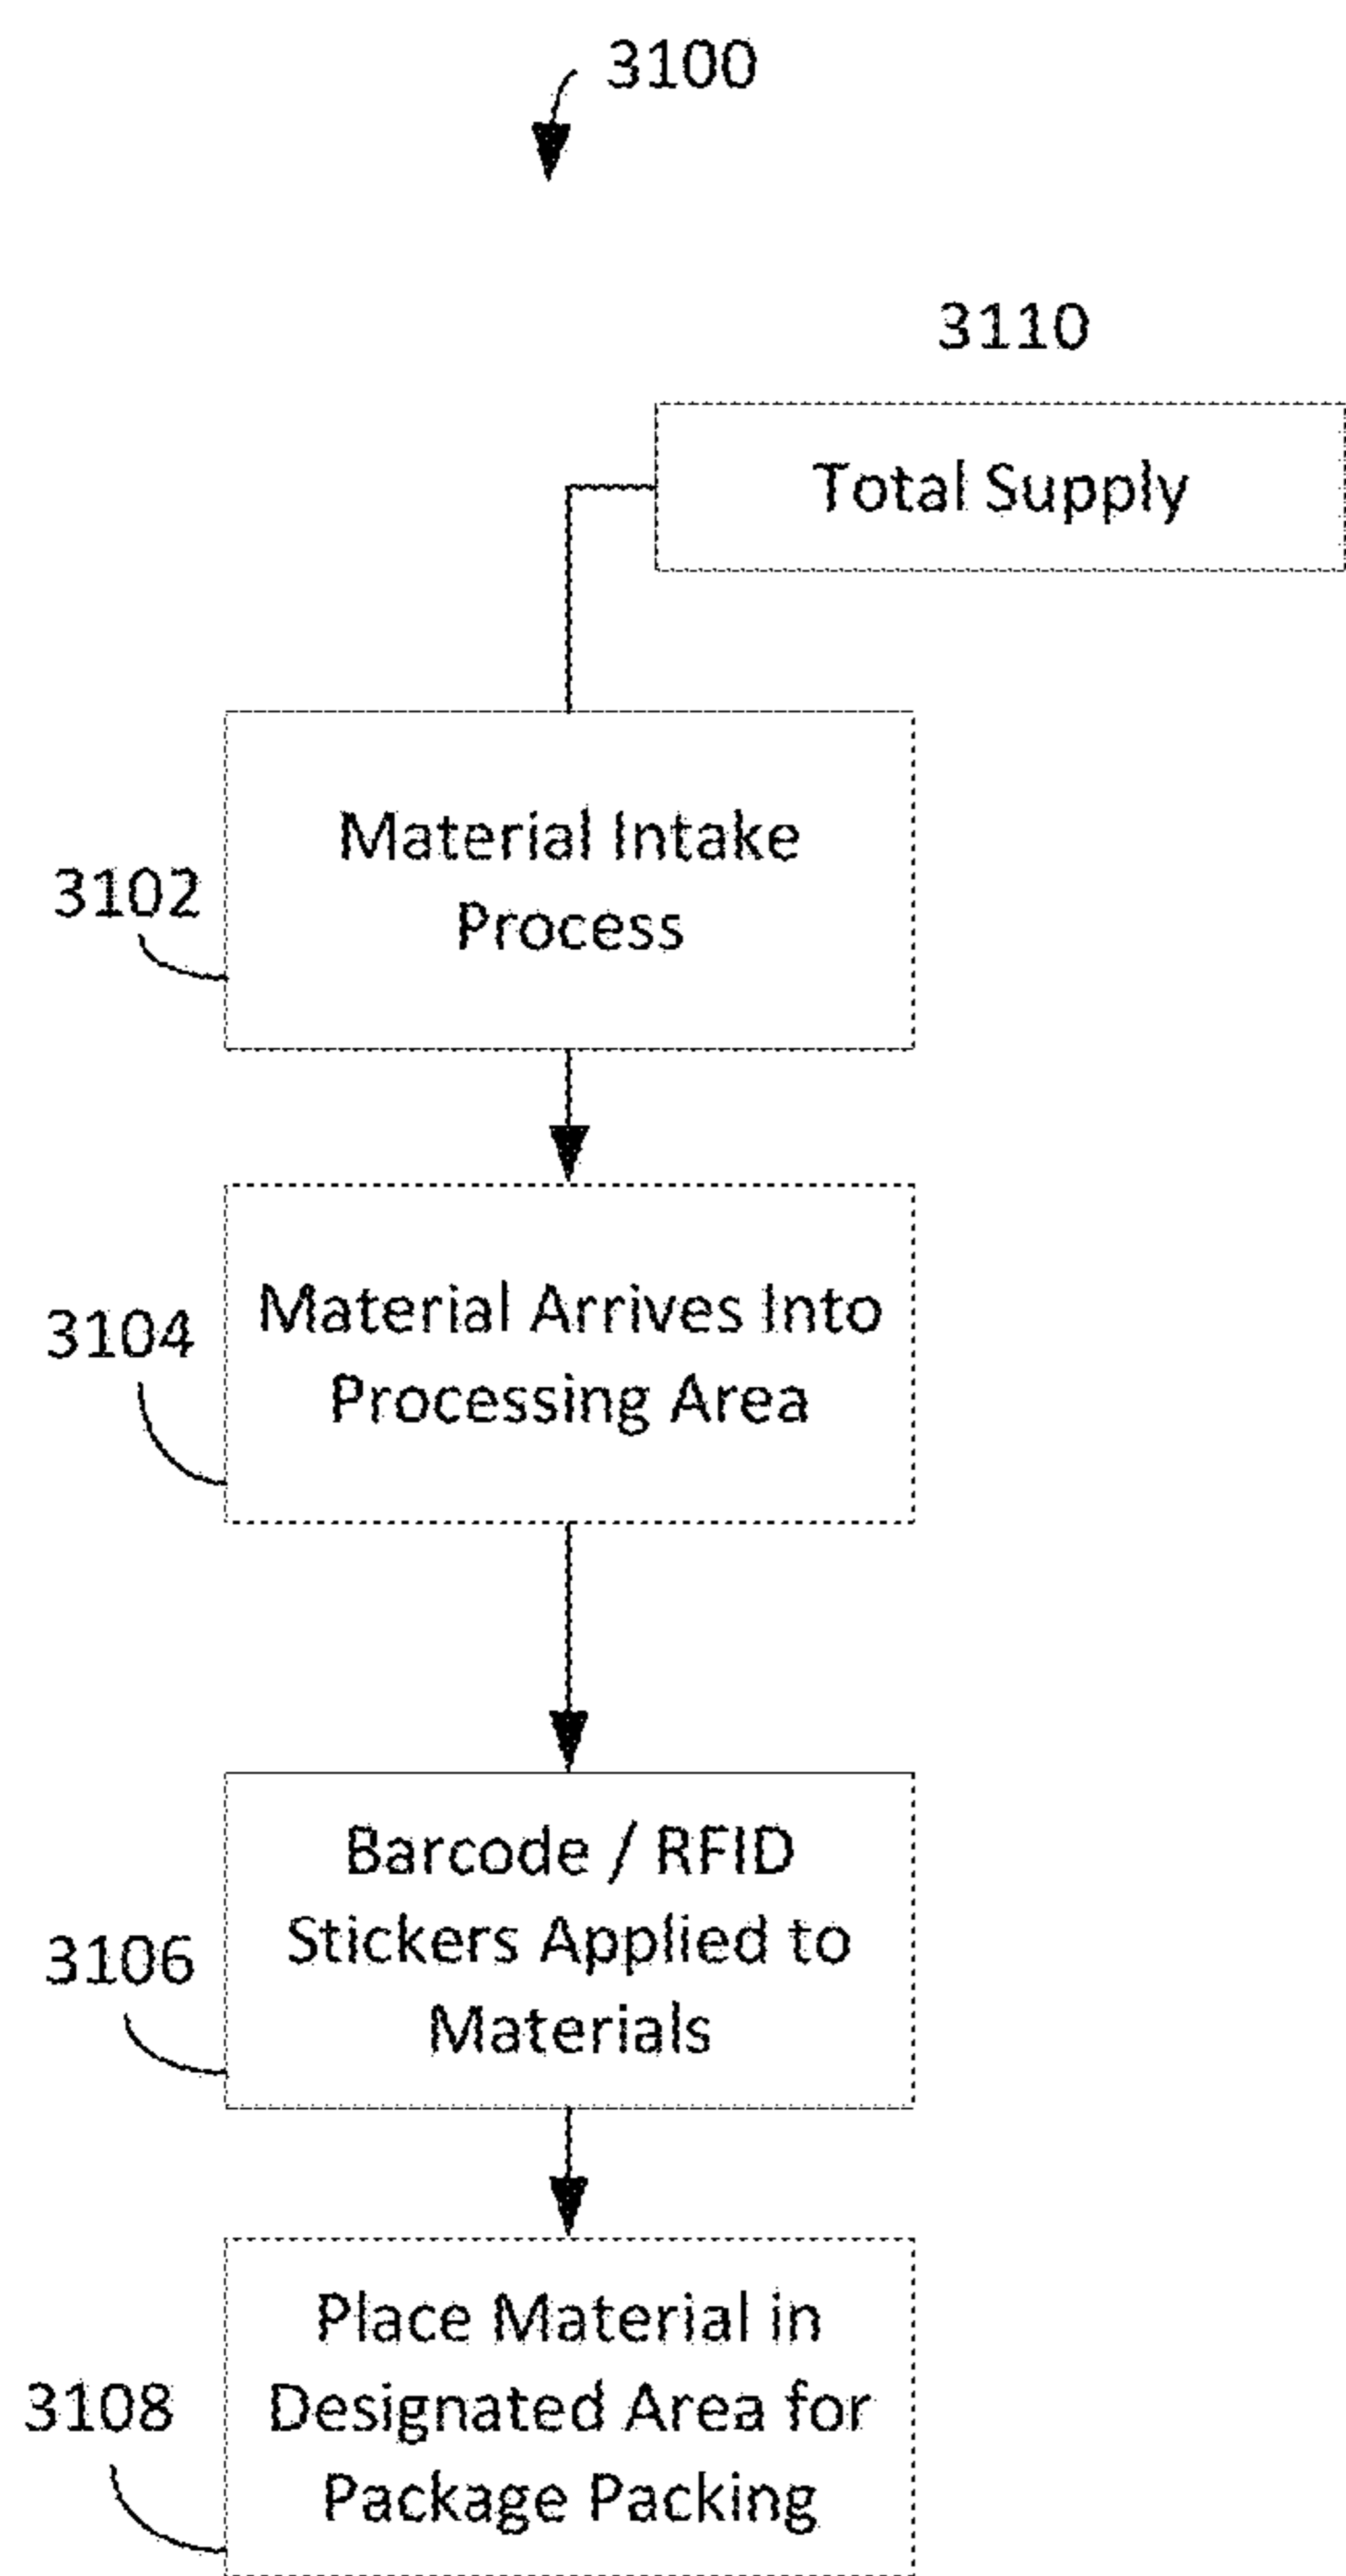 3100
3110
Total Supply
Material Intake
Process
3102
Material Arrives Into
Processing Area
3104
Barcode / RFID
Stickers Applied to
Materials
3106
Place Material in
Designated Area for
Package Packing
3108